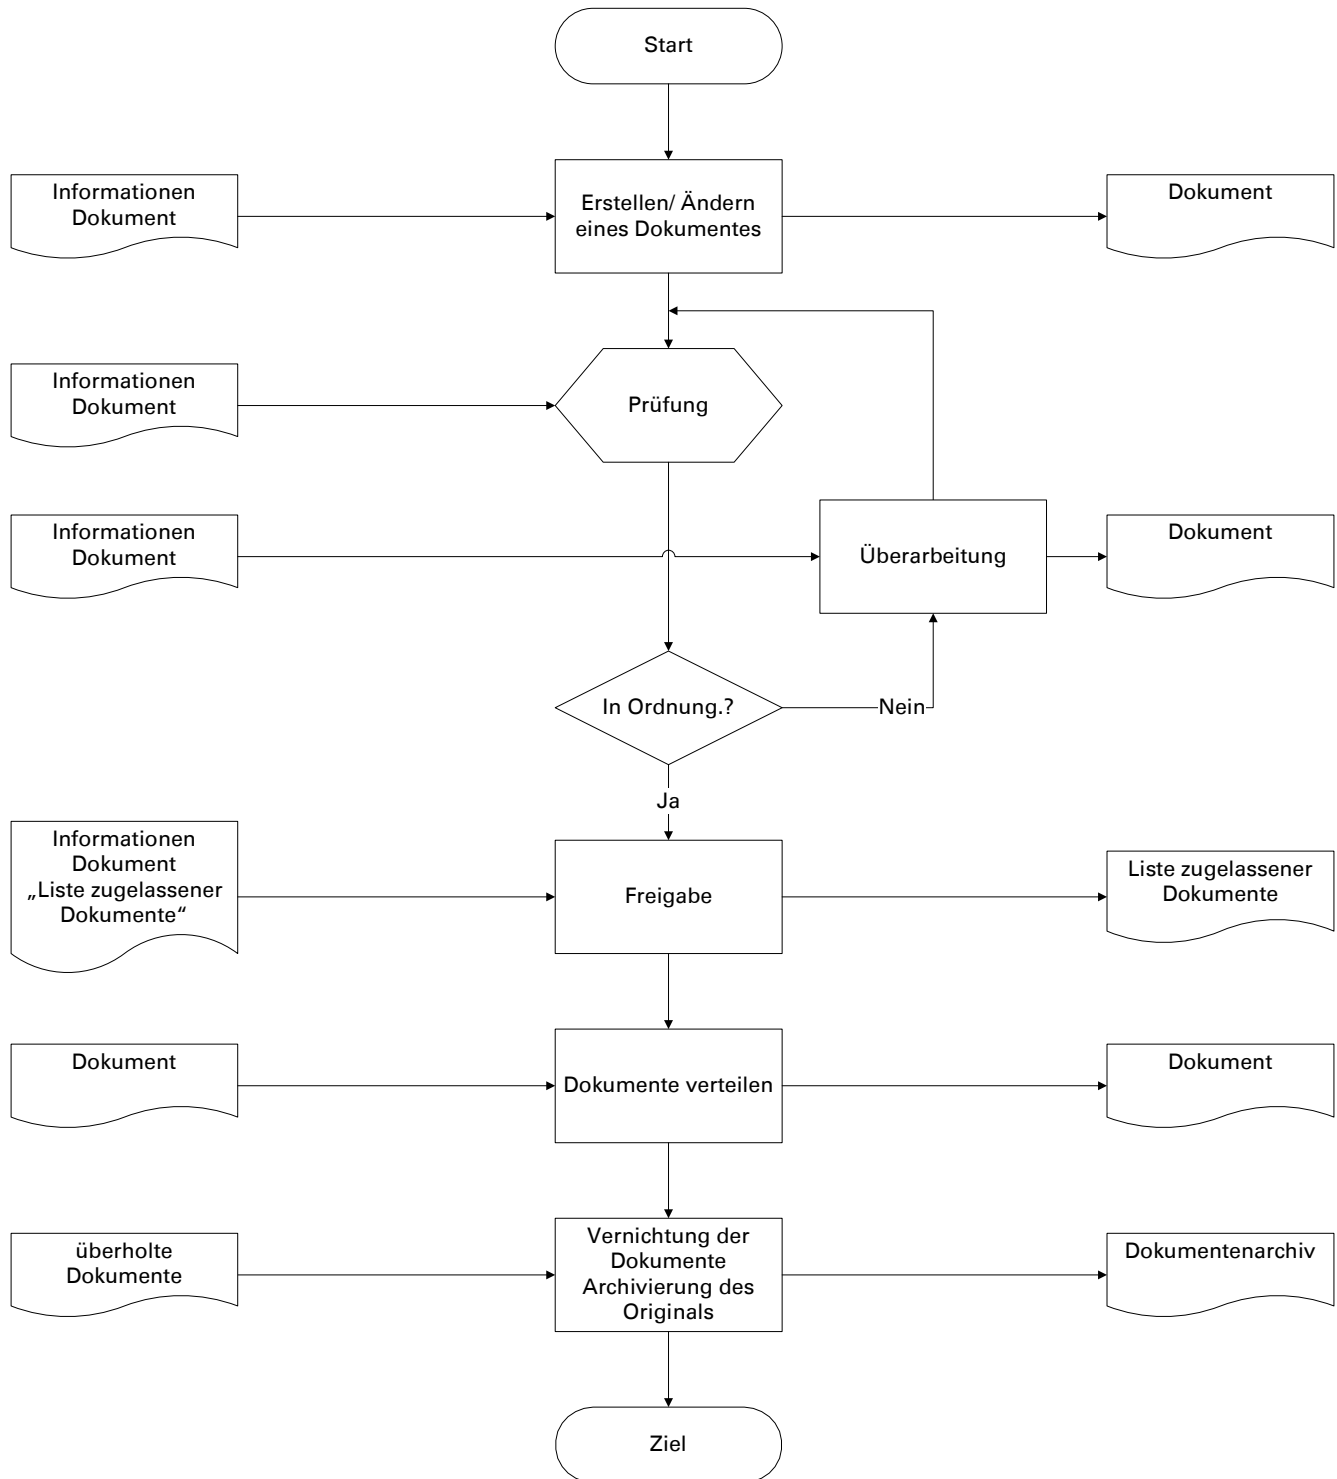 Start
Informationen
Dokument
Erstellen/ Ändern
eines Dokumentes
Dokument
Informationen
Dokument
Prüfung
Informationen
Dokument
Überarbeitung
Dokument
In Ordnung.?
Nein
Ja
Informationen
Dokument
„Liste zugelassener
Dokumente“
Freigabe
Liste zugelassener
Dokumente
Dokument
Dokumente verteilen
Dokument
überholte
Dokumente
Vernichtung der
Dokumente
Archivierung des
Originals
Dokumentenarchiv
Ziel